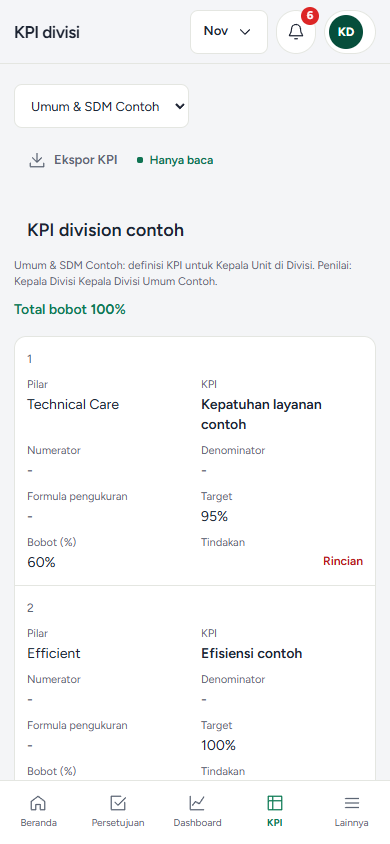 KPI divisi
Nov
6
KD
Umum & SDM Contoh
Ekspor KPI
Hanya baca
KPI division contoh
Umum & SDM Contoh: definisi KPI untuk Kepala Unit di Divisi. Penilai:
Kepala Divisi Kepala Divisi Umum Contoh.
Total bobot 100%
1
Pilar
KPI
Technical Care
Kepatuhan layanan
contoh
Numerator
Denominator
-
-
Formula pengukuran
Target
-
95%
Bobot (%)
Tindakan
60%
Rincian
2
Pilar
KPI
Efficient
Efisiensi contoh
Numerator
Denominator
-
-
Formula pengukuran
Target
-
100%
Bobot (%)
Tindakan
Beranda
Persetujuan
Dashboard
KPI
Lainnya